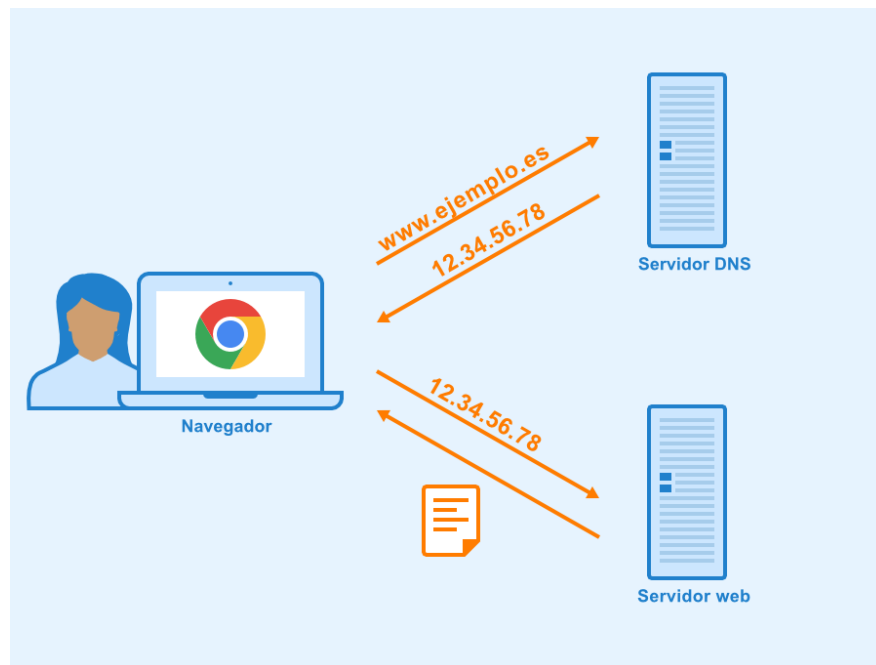 www.ejemplo.es
12.34.56.78
Servidor DNS
Navegador
12.34.56.78
Servidor web